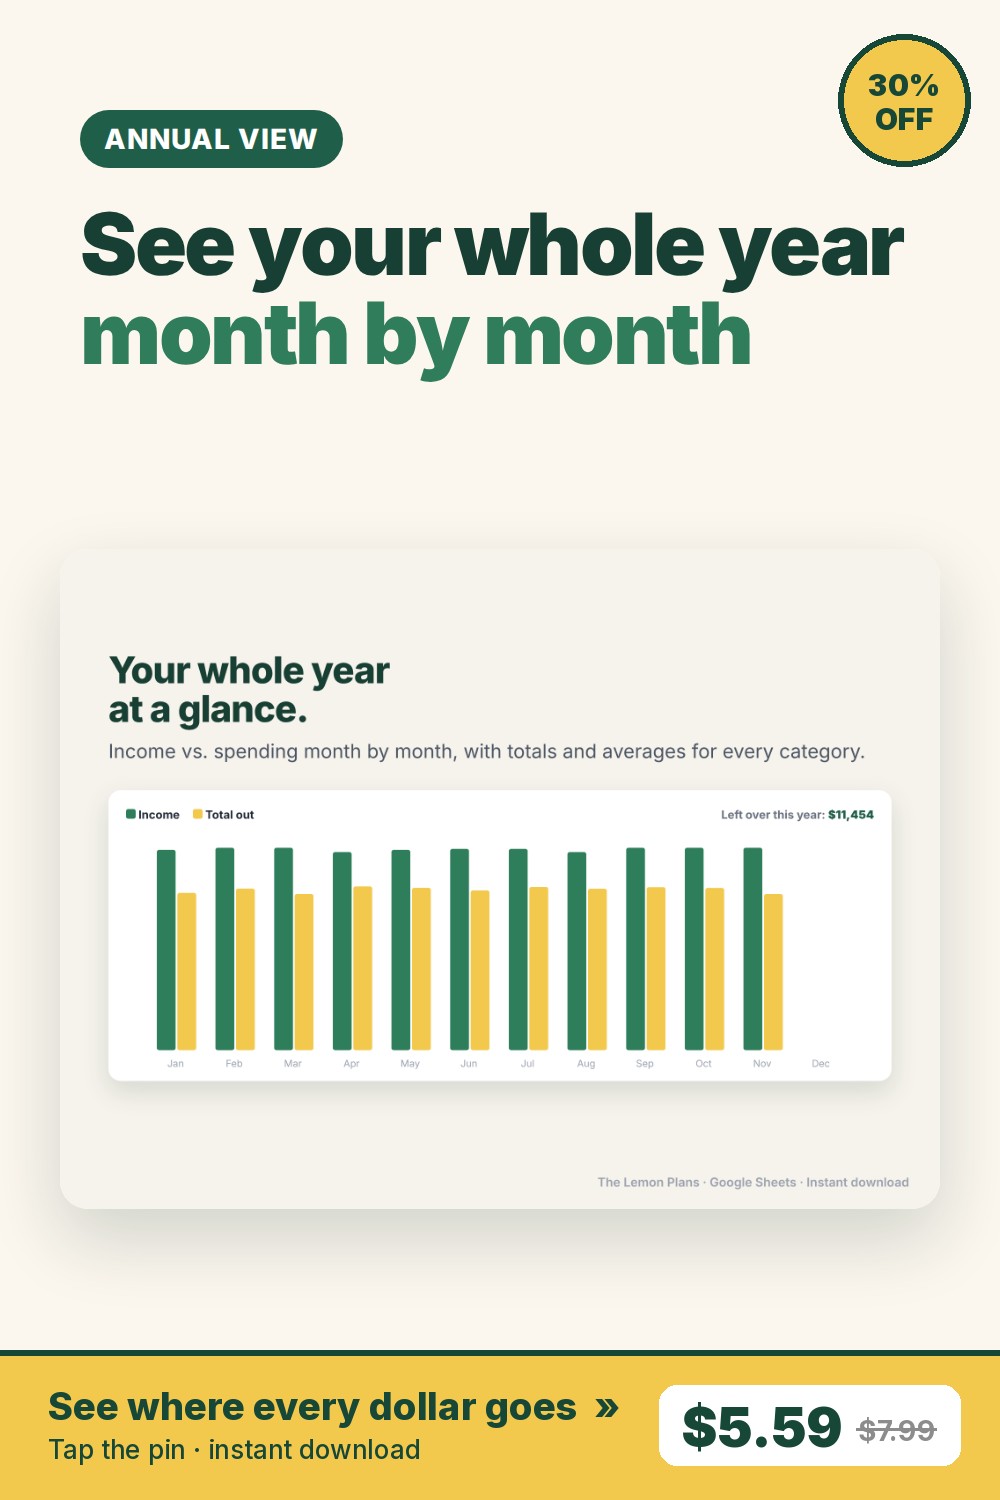 30%
OFF
ANNUAL VIEW
See your whole year
month by month
Your whole year
at a glance.
Income vs. spending month by month, with totals and averages for every category.
Income Total out Left over this year: $11,454
Jan Feb Mar Apr May Jun Jul Aug Sep Oct Nov Dec
The Lemon Plans · Google Sheets · Instant download
See where every dollar goes »
Tap the pin · instant download
$5.59 $7.99